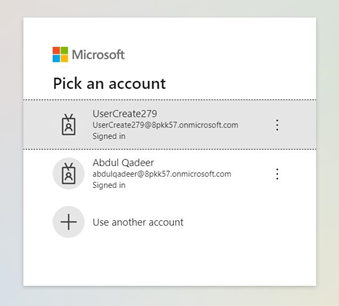 Microsoft
Pick an account
UserCreate279
UserCreate279@8pkk57.onmicrosoft.com
Signed in
Abdul Qadeer
abdulqadeer@8pkk57.onmicrosoft.com
Signed in
Use another account